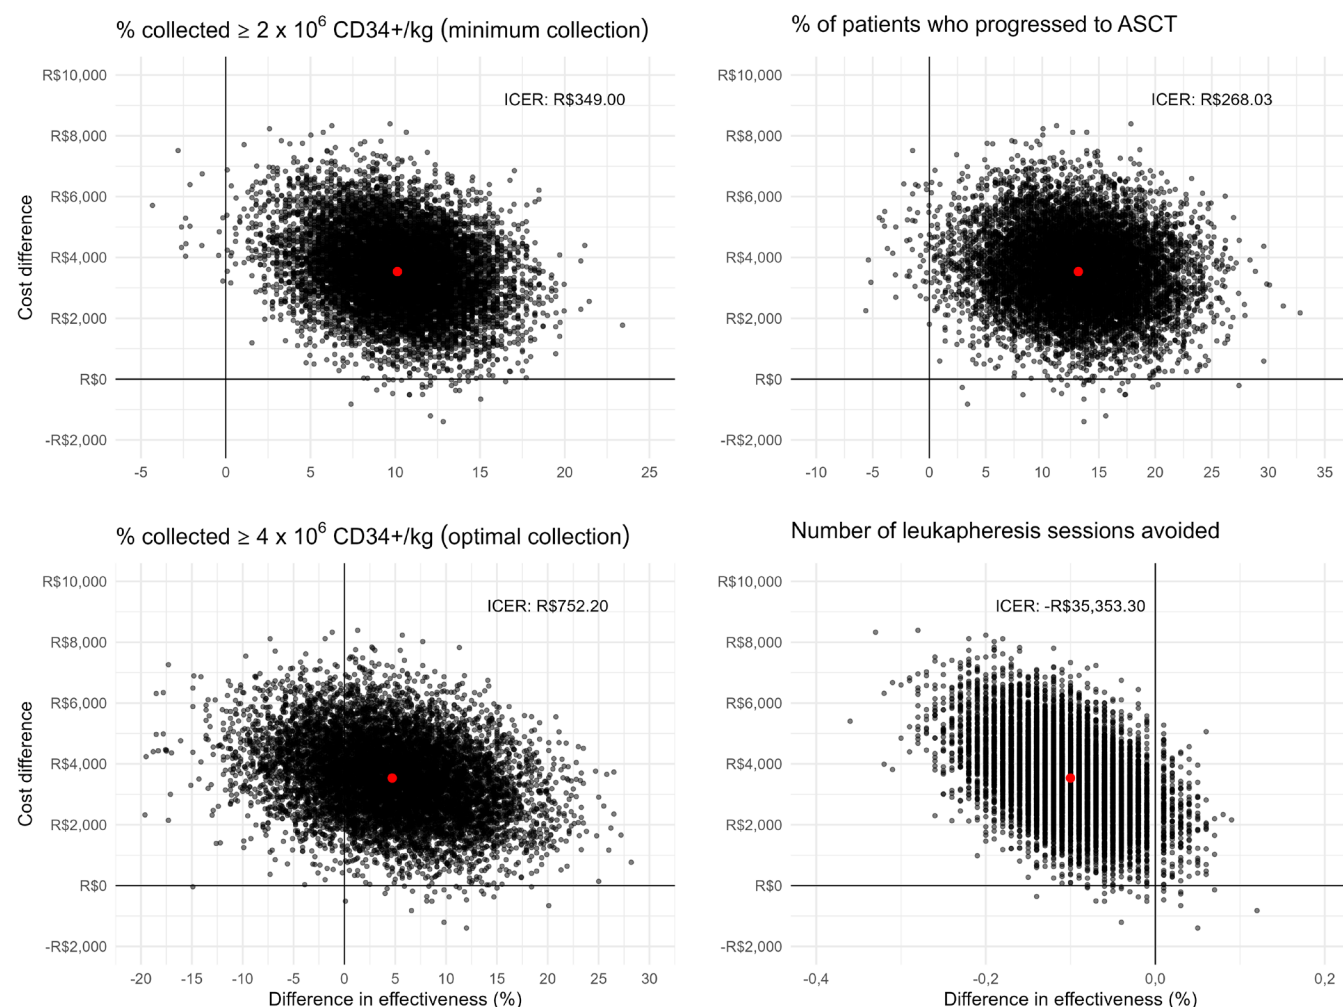 % collected ≥ 2 x 10⁶ CD34+/kg (minimum collection)
ICER: R$349.00
Cost difference
R$10,000
R$8,000
R$6,000
R$4,000
R$2,000
R$0
-R$2,000
-5 0 5 10 15 20 25
% of patients who progressed to ASCT
ICER: R$268.03
R$10,000
R$8,000
R$6,000
R$4,000
R$2,000
R$0
-R$2,000
-10 -5 0 5 10 15 20 25 30 35
% collected ≥ 4 x 10⁶ CD34+/kg (optimal collection)
ICER: R$752.20
Cost difference
R$10,000
R$8,000
R$6,000
R$4,000
R$2,000
R$0
-R$2,000
-20 -15 -10 -5 0 5 10 15 20 25 30
Difference in effectiveness (%)
Number of leukapheresis sessions avoided
ICER: -R$35,353.30
R$10,000
R$8,000
R$6,000
R$4,000
R$2,000
R$0
-R$2,000
-0,4 -0,2 0,0 0,2
Difference in effectiveness (%)